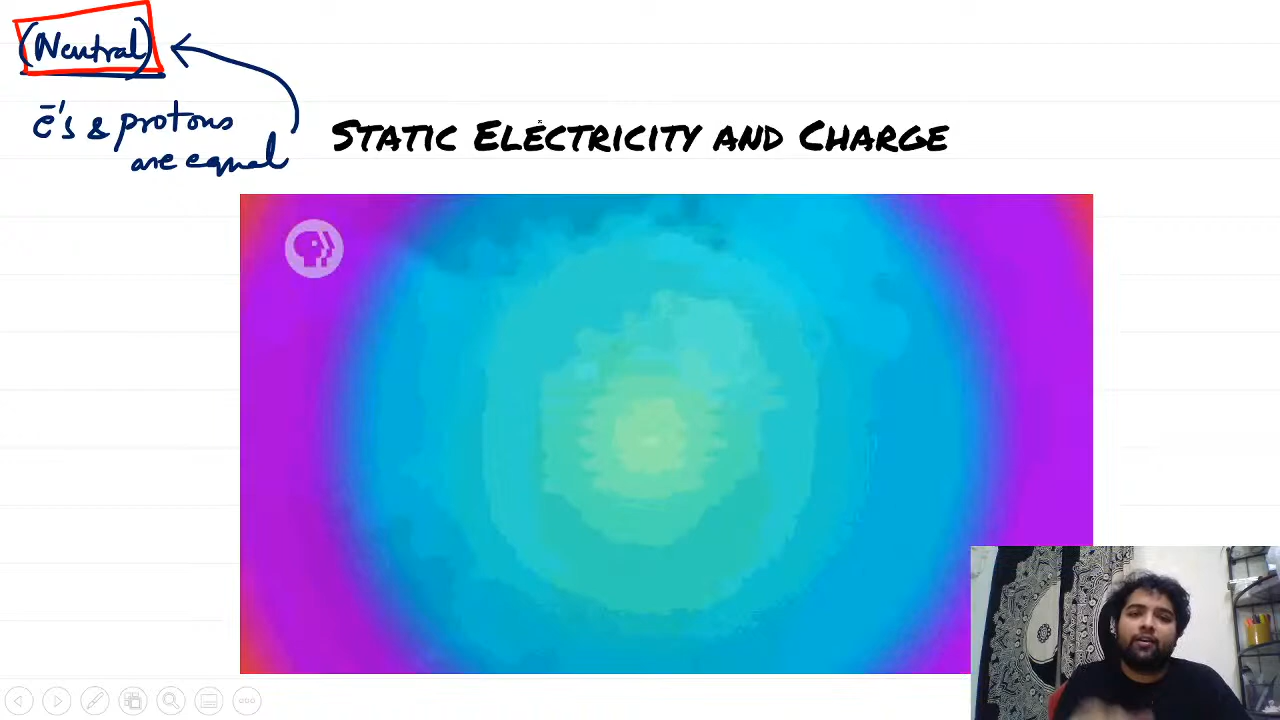 (Neutral)
e̅'s & protons
are equal
Static Electricity and Charge